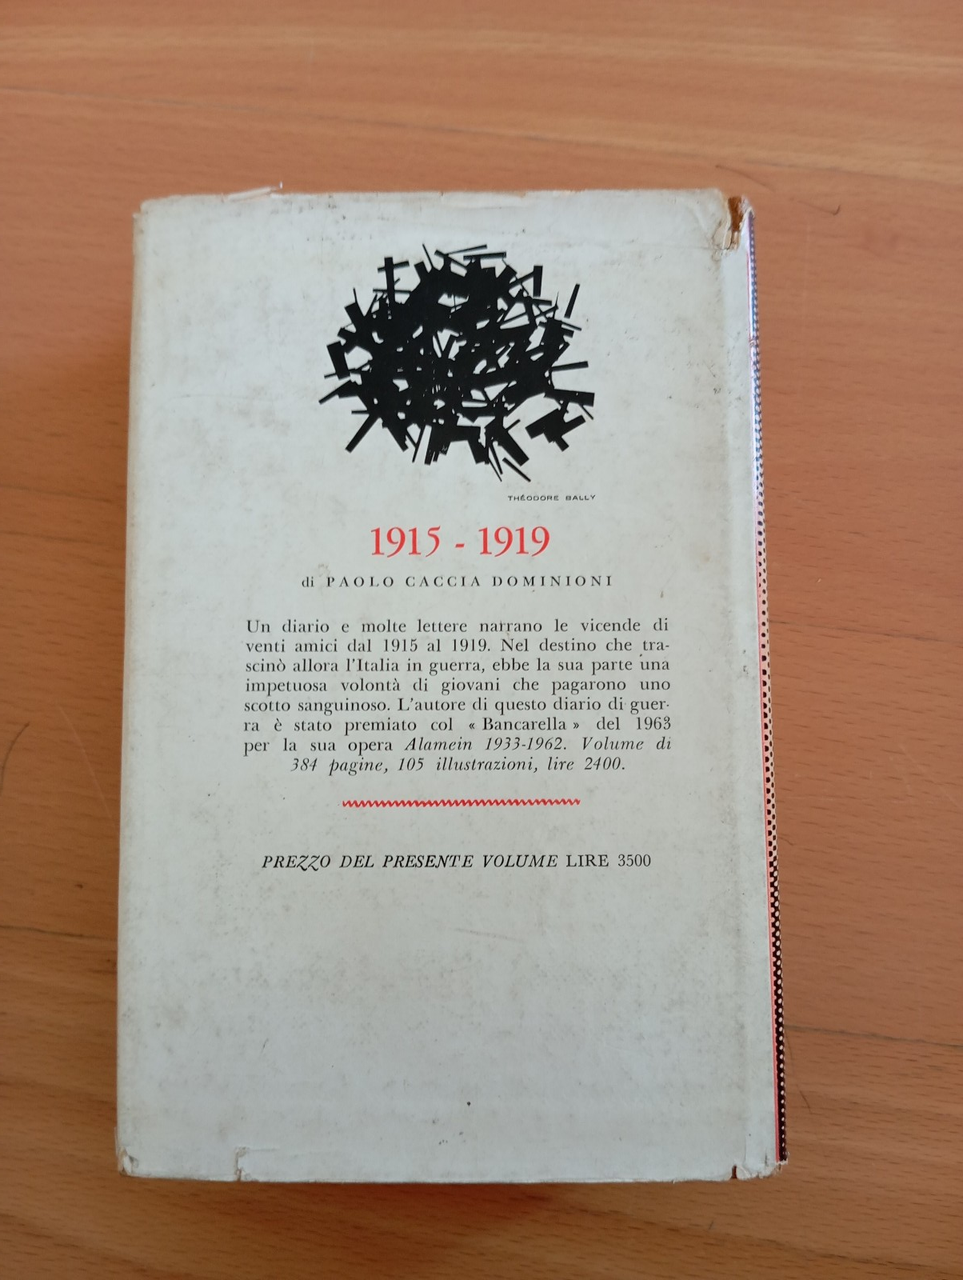 THÉODORE BALLY
1915 - 1919
di PAOLO CACCIA DOMINIONI
Un diario e molte lettere narrano le vicende di
venti amici dal 1915 al 1919. Nel destino che tra-
scinò allora l'Italia in guerra, ebbe la sua parte una
impetuosa volontà di giovani che pagarono uno
scotto sanguinoso. L'autore di questo diario di guer-
ra è stato premiato col « Bancarella » del 1963
per la sua opera Alamein 1933-1962. Volume di
384 pagine, 105 illustrazioni, lire 2400.
PREZZO DEL PRESENTE VOLUME LIRE 3500